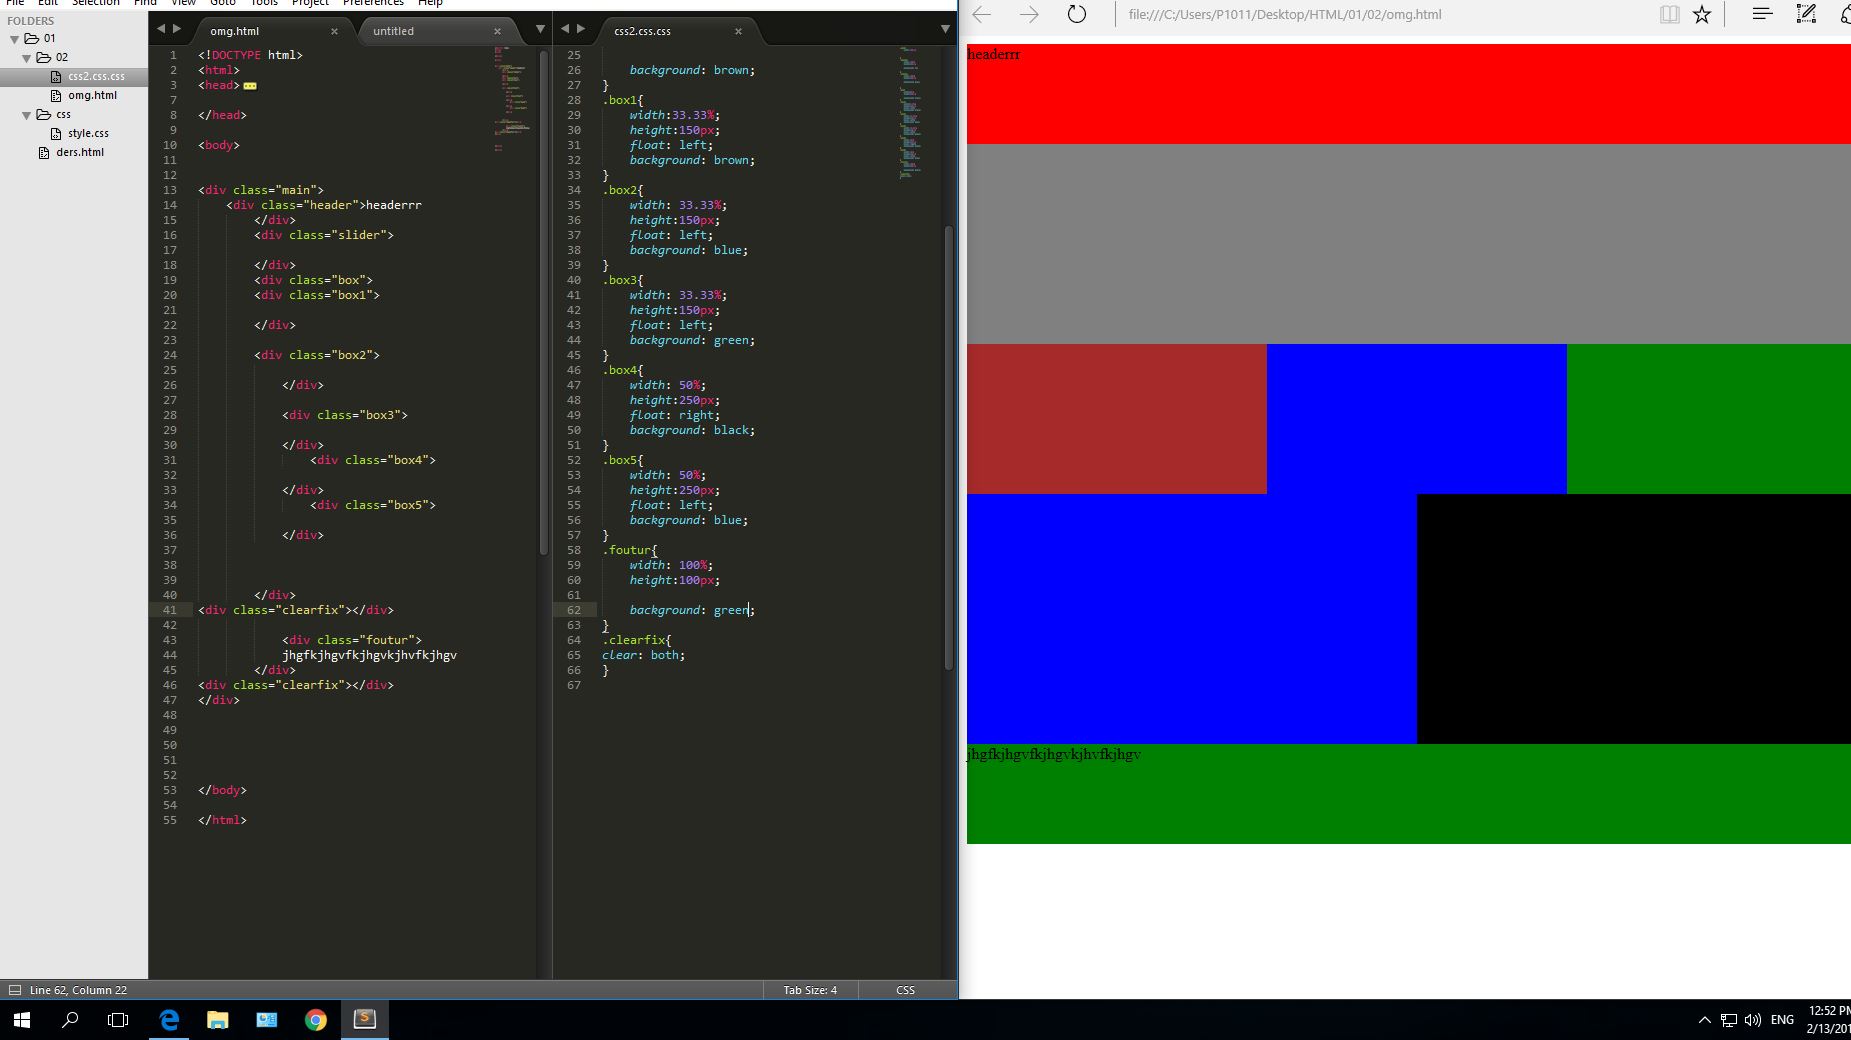 File Edit Selection Find View Goto Tools Project Preferences Help
FOLDERS
01
02
css2.css.css
omg.html
css
style.css
ders.html
omg.html ×
untitled ×
1 <!DOCTYPE html>
2 <html>
3 <head>
7
8 </head>
9
10 <body>
11
12
13 <div class="main">
14 <div class="header">headerrr
15 </div>
16 <div class="slider">
17
18 </div>
19 <div class="box">
20 <div class="box1">
21
22 </div>
23
24 <div class="box2">
25
26 </div>
27
28 <div class="box3">
29
30 </div>
31 <div class="box4">
32
33 </div>
34 <div class="box5">
35
36 </div>
37
38
39
40 </div>
41 <div class="clearfix"></div>
42
43 <div class="foutur">
44 jhgfkjhgvfkjhgvkjhvfkjhgv
45 </div>
46 <div class="clearfix"></div>
47 </div>
48
49
50
51
52
53 </body>
54
55 </html>
css2.css.css ×
25
26 background: brown;
27 }
28 .box1{
29 width:33.33%;
30 height:150px;
31 float: left;
32 background: brown;
33 }
34 .box2{
35 width: 33.33%;
36 height:150px;
37 float: left;
38 background: blue;
39 }
40 .box3{
41 width: 33.33%;
42 height:150px;
43 float: left;
44 background: green;
45 }
46 .box4{
47 width: 50%;
48 height:250px;
49 float: right;
50 background: black;
51 }
52 .box5{
53 width: 50%;
54 height:250px;
55 float: left;
56 background: blue;
57 }
58 .foutur{
59 width: 100%;
60 height:100px;
61
62 background: green;
63 }
64 .clearfix{
65 clear: both;
66 }
67
Line 62, Column 22
Tab Size: 4
CSS
file:///C:/Users/P1011/Desktop/HTML/01/02/omg.html
headerrr
jhgfkjhgvfkjhgvkjhvfkjhgv
ENG
12:52 PM
2/13/201